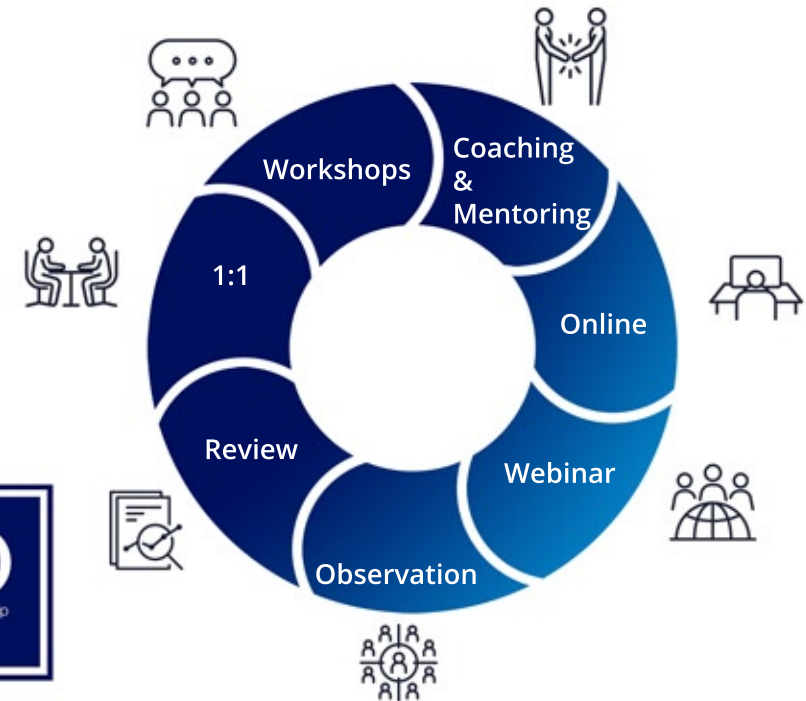 Workshops
Coaching
&
Mentoring
1:1
Online
Review
Webinar
Observation